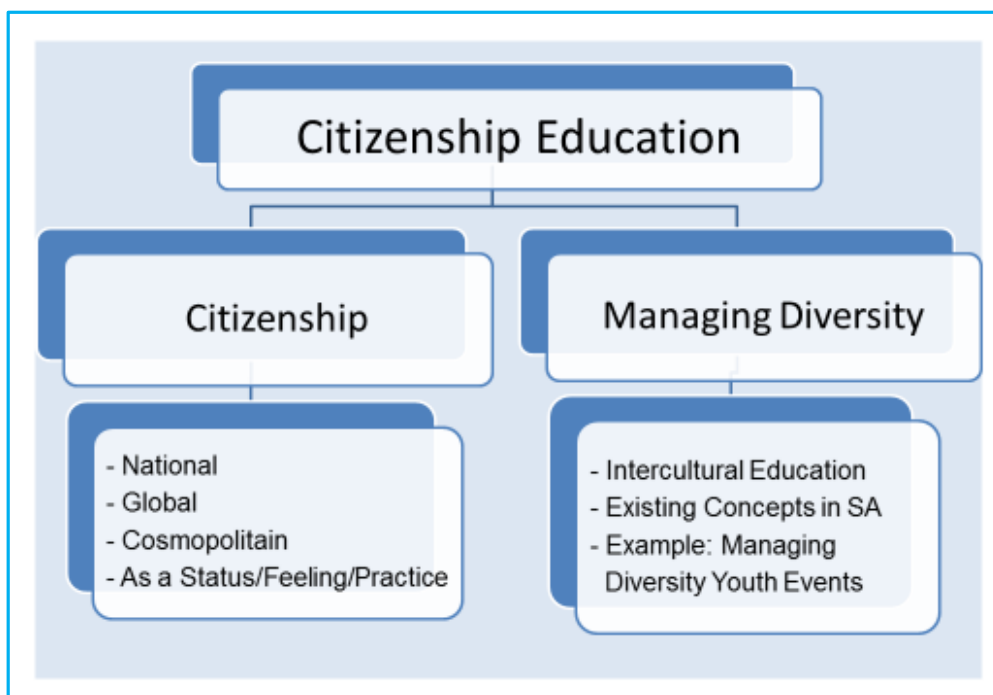 Citizenship Education
Citizenship
- National
- Global
- Cosmopolitain
- As a Status/Feeling/Practice
Managing Diversity
- Intercultural Education
- Existing Concepts in SA
- Example: Managing
Diversity Youth Events